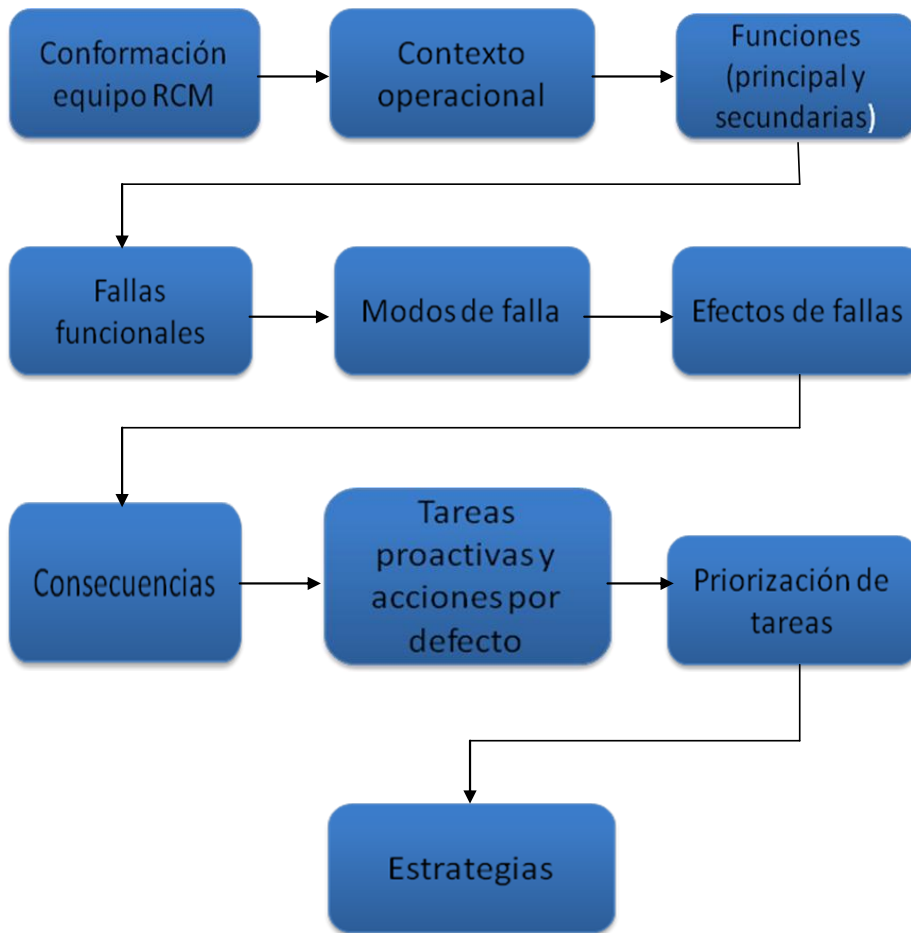 Conformación
equipo RCM
Contexto
operacional
Funciones
(principal y
secundarias)
Fallas
funcionales
Modos de falla
Efectos de fallas
Consecuencias
Tareas
proactivas y
acciones por
defecto
Priorización de
tareas
Estrategias